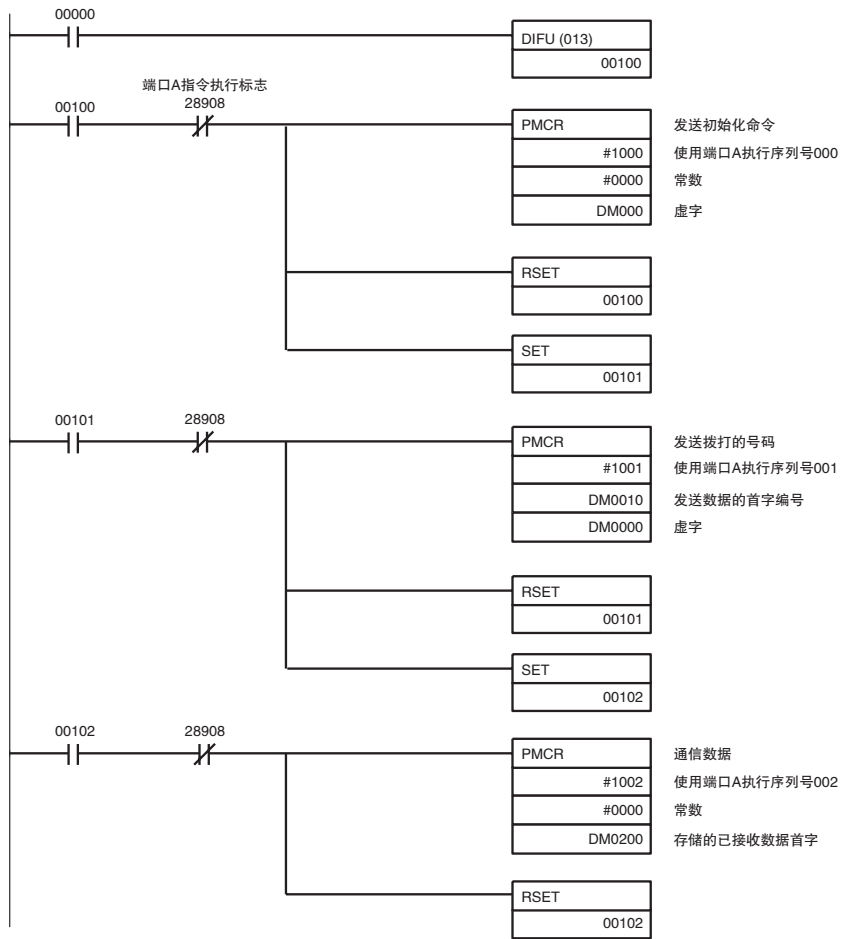 00000
DIFU (013)
00100
端口A指令执行标志
00100 28908
PMCR 发送初始化命令
#1000 使用端口A执行序列号000
#0000 常数
DM000 虚字
RSET
00100
SET
00101
00101 28908
PMCR 发送拨打的号码
#1001 使用端口A执行序列号001
DM0010 发送数据的首字编号
DM0000 虚字
RSET
00101
SET
00102
00102 28908
PMCR 通信数据
#1002 使用端口A执行序列号002
#0000 常数
DM0200 存储的已接收数据首字
RSET
00102